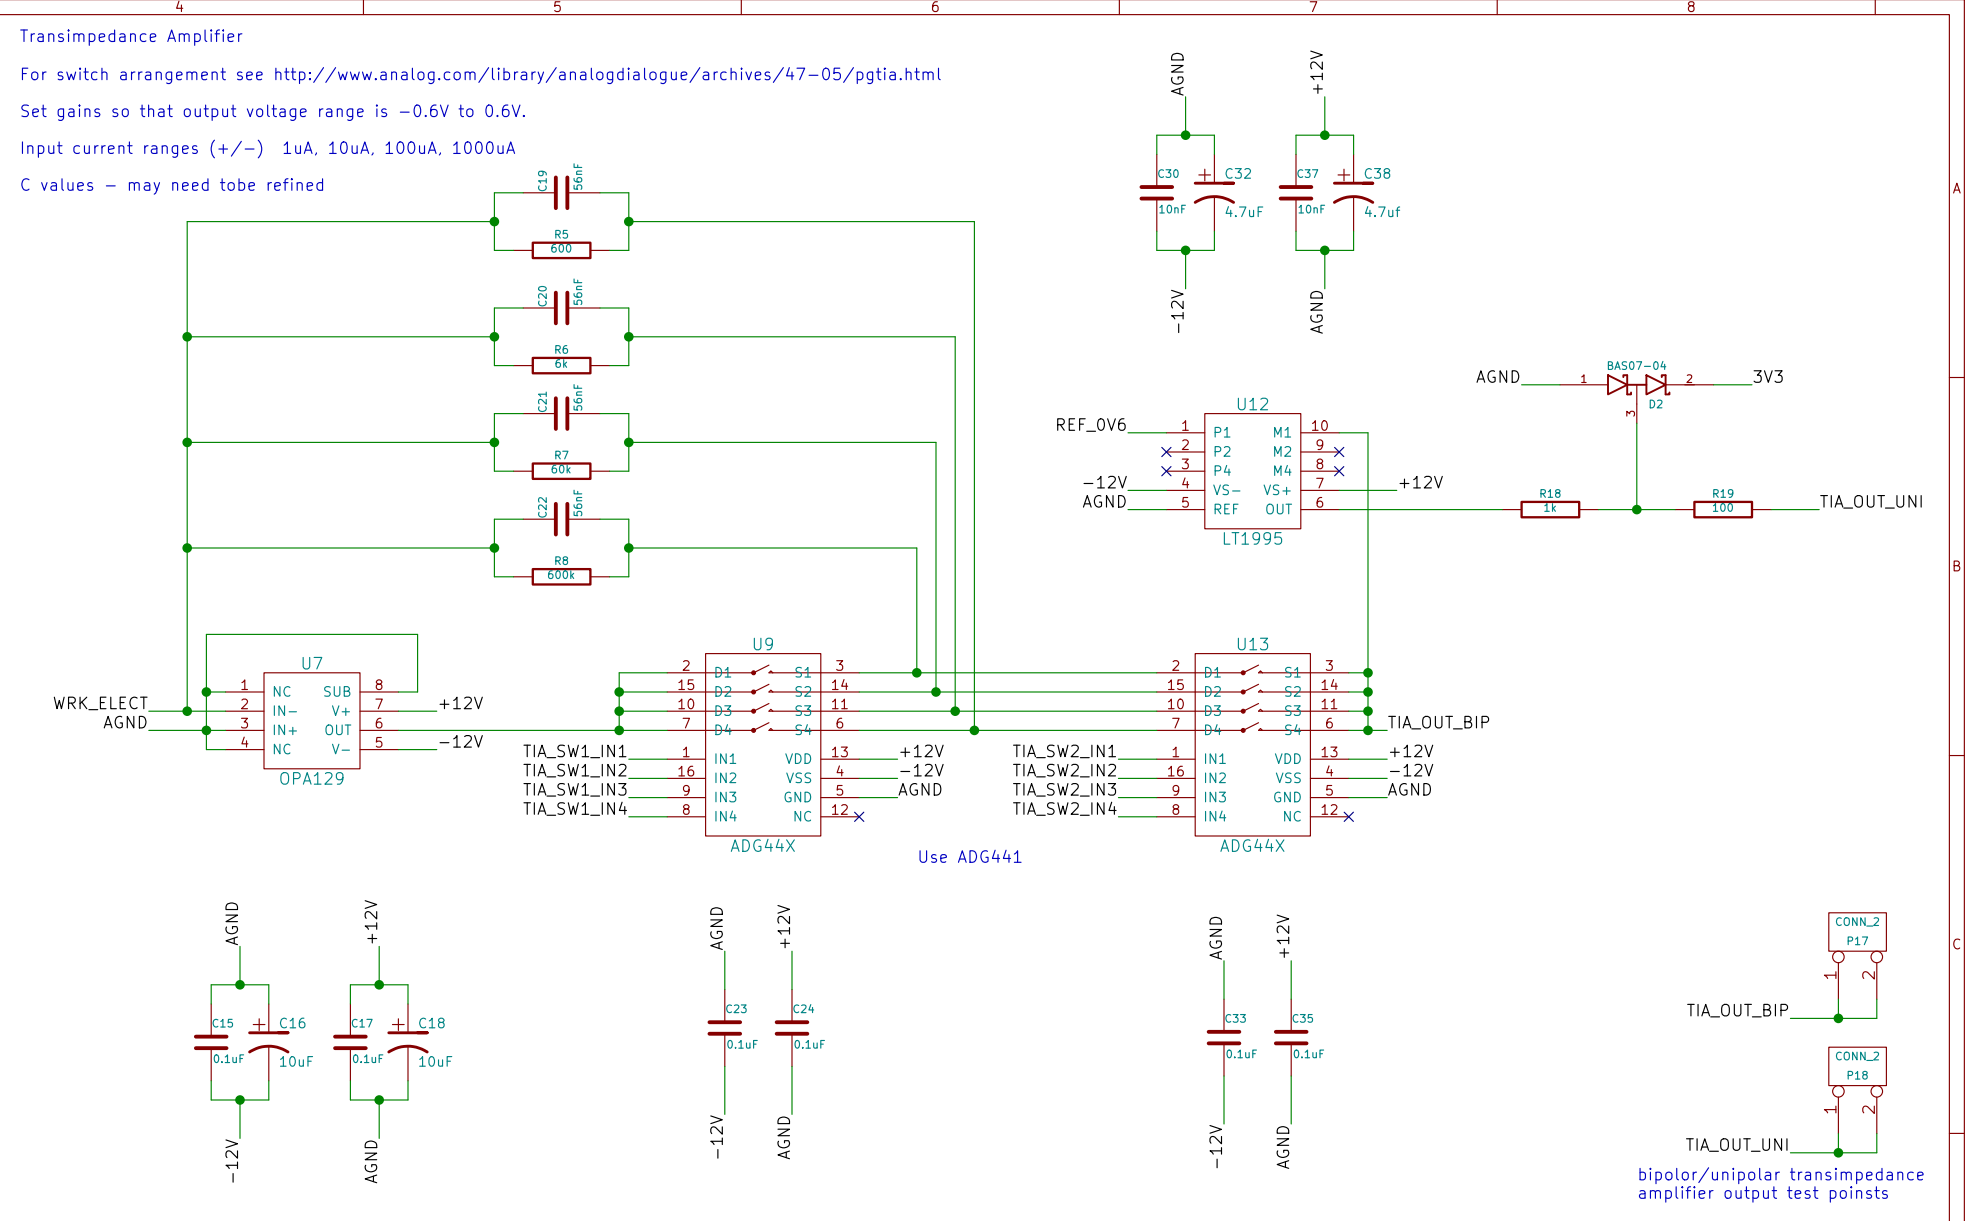 4 5 6 7 8
Transimpedance Amplifier
For switch arrangement see http://www.analog.com/library/analogdialogue/archives/47-05/pgtia.html
Set gains so that output voltage range is -0.6V to 0.6V.
Input current ranges (+/-) 1uA, 10uA, 100uA, 1000uA
C values - may need tobe refined
A
B
C
C19 56nF
R5
600
C20 56nF
R6
6k
C21 56nF
R7
60k
C22 56nF
R8
600k
AGND
C30
10nF
+ C32
4.7uF
-12V
+12V
C37
10nF
+ C38
4.7uf
AGND
U12
REF_0V6 1 P1 M1 10
2 P2 M2 9
3 P4 M4 8
-12V 4 VS- VS+ 7 +12V
AGND 5 REF OUT 6
LT1995
BAS07-04
AGND 1 2 3V3
3
D2
R18
1k
R19
100
TIA_OUT_UNI
U7
1 NC SUB 8
WRK_ELECT 2 IN- V+ 7 +12V
AGND 3 IN+ OUT 6
4 NC V- 5 -12V
OPA129
U9
2 D1 S1 3
15 D2 S2 14
10 D3 S3 11
7 D4 S4 6
TIA_SW1_IN1 1 IN1 VDD 13 +12V
TIA_SW1_IN2 16 IN2 VSS 4 -12V
TIA_SW1_IN3 9 IN3 GND 5 AGND
TIA_SW1_IN4 8 IN4 NC 12
ADG44X
U13
2 D1 S1 3
15 D2 S2 14
10 D3 S3 11
7 D4 S4 6 TIA_OUT_BIP
TIA_SW2_IN1 1 IN1 VDD 13 +12V
TIA_SW2_IN2 16 IN2 VSS 4 -12V
TIA_SW2_IN3 9 IN3 GND 5 AGND
TIA_SW2_IN4 8 IN4 NC 12
ADG44X
Use ADG441
AGND
C15
0.1uF
+ C16
10uF
-12V
+12V
C17
0.1uF
+ C18
10uF
AGND
AGND
C23
0.1uF
-12V
+12V
C24
0.1uF
AGND
AGND
C33
0.1uF
-12V
+12V
C35
0.1uF
AGND
CONN_2
P17
1 2
TIA_OUT_BIP
CONN_2
P18
1 2
TIA_OUT_UNI
bipolor/unipolar transimpedance
amplifier output test poinsts